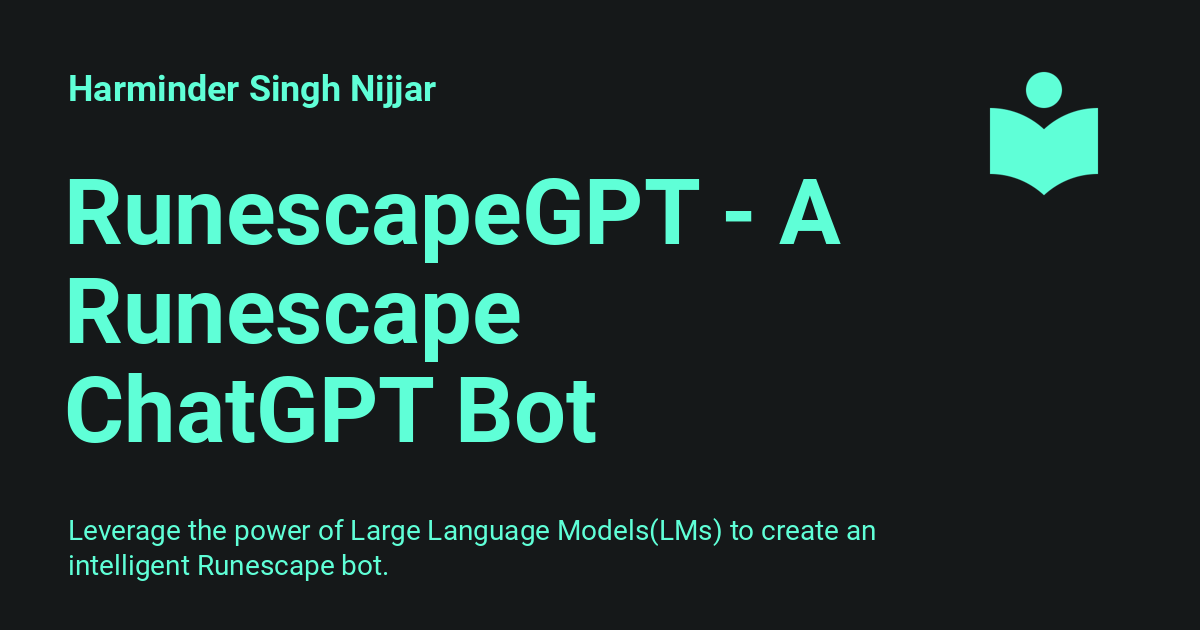 Harminder Singh Nijjar
RunescapeGPT - A
Runescape
ChatGPT Bot
Leverage the power of Large Language Models(LMs) to create an
intelligent Runescape bot.